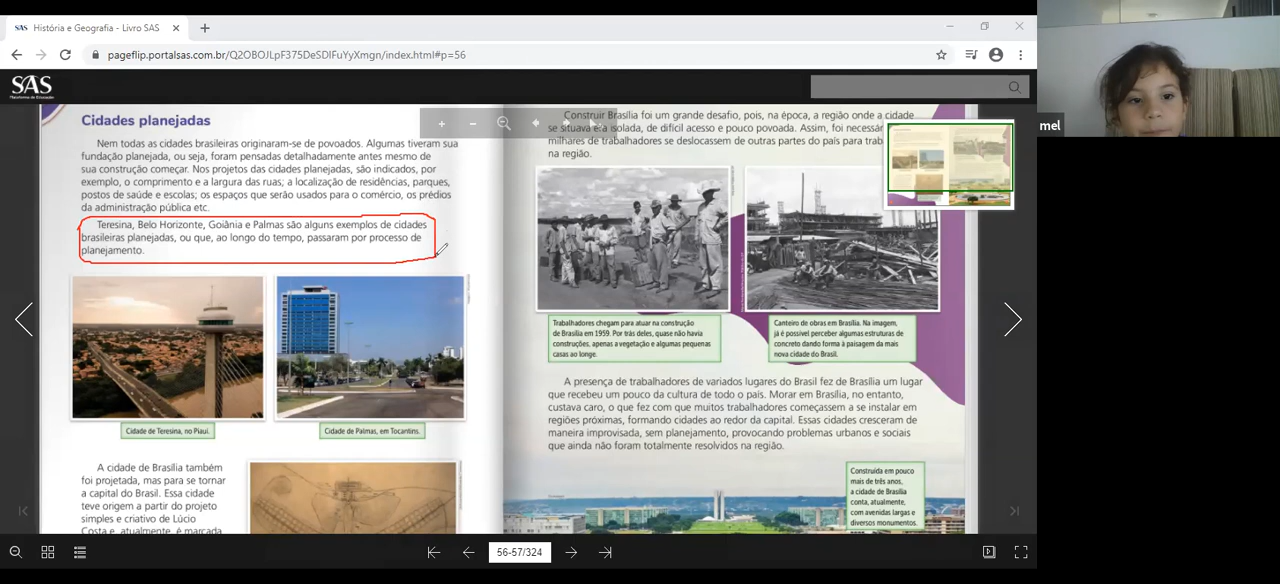 SAS História e Geografia - Livro SAS
pageflip.portalsas.com.br/Q2OBOJLpF375DeSDIFuYyXmgn/index.html#p=56
SAS
Plataforma de Educação
mel
Cidades planejadas
Nem todas as cidades brasileiras originaram-se de povoados. Algumas tiveram sua
fundação planejada, ou seja, foram pensadas detalhadamente antes mesmo de
sua construção começar. Nos projetos das cidades planejadas, são indicados, por
exemplo, o comprimento e a largura das ruas; a localização de residências, parques,
postos de saúde e escolas; os espaços que serão usados para o comércio, os prédios
da administração pública etc.
Teresina, Belo Horizonte, Goiânia e Palmas são alguns exemplos de cidades
brasileiras planejadas, ou que, ao longo do tempo, passaram por processo de
planejamento.
Cidade de Teresina, no Piauí.
Cidade de Palmas, em Tocantins.
A cidade de Brasília também
foi projetada, mas para se tornar
a capital do Brasil. Essa cidade
teve origem a partir do projeto
simples e criativo de Lúcio
Costa e, atualmente, é marcada
Construir Brasília foi um grande desafio, pois, na época, a região onde a cidade
se situava era isolada, de difícil acesso e pouco povoada. Assim, foi necessár
milhares de trabalhadores se deslocassem de outras partes do país para trab
na região.
Trabalhadores chegam para atuar na construção
de Brasília em 1959. Por trás deles, quase não havia
construções, apenas a vegetação e algumas pequenas
casas ao longe.
Canteiro de obras em Brasília. Na imagem,
já é possível perceber algumas estruturas de
concreto dando forma à paisagem da mais
nova cidade do Brasil.
A presença de trabalhadores de variados lugares do Brasil fez de Brasília um lugar
que recebeu um pouco da cultura de todo o país. Morar em Brasília, no entanto,
custava caro, o que fez com que muitos trabalhadores começassem a se instalar em
regiões próximas, formando cidades ao redor da capital. Essas cidades cresceram de
maneira improvisada, sem planejamento, provocando problemas urbanos e sociais
que ainda não foram totalmente resolvidos na região.
Construída em pouco
mais de três anos,
a cidade de Brasília
conta, atualmente,
com avenidas largas e
diversos monumentos.
56-57/324